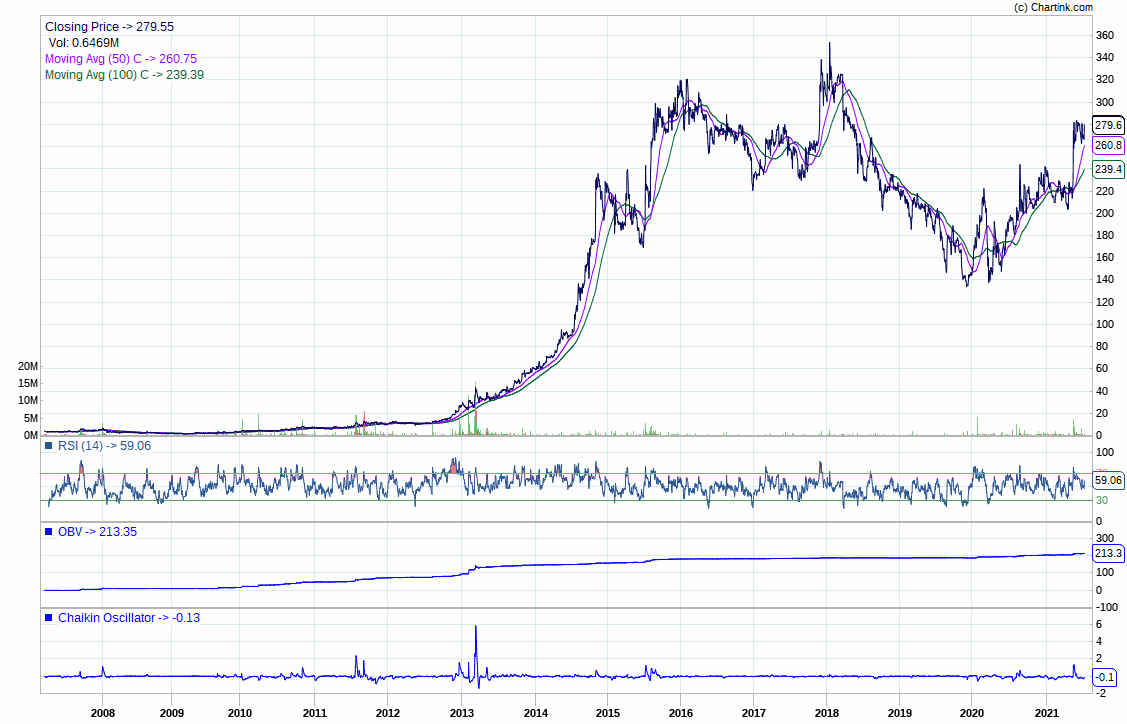 (c) Chartink.com
Closing Price -> 279.55
Vol: 0.6469M
Moving Avg (50) C -> 260.75
Moving Avg (100) C -> 239.39
360
340
320
300
279.6
260.8
239.4
220
200
180
160
140
120
100
80
60
40
20
0
20M
15M
10M
5M
0M
RSI (14) -> 59.06
100
70
59.06
30
0
OBV -> 213.35
300
213.3
100
0
-100
Chaikin Oscillator -> -0.13
6
4
2
-0.1
-2
2008 2009 2010 2011 2012 2013 2014 2015 2016 2017 2018 2019 2020 2021